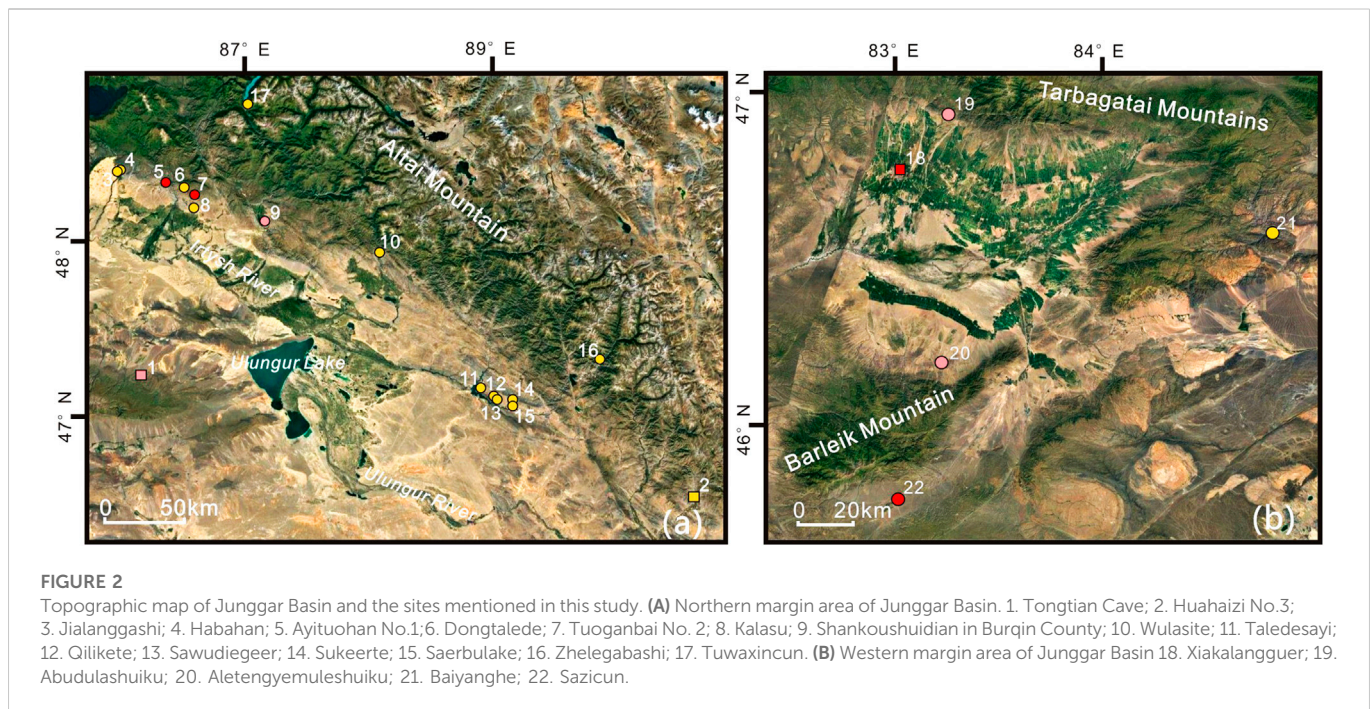 87° E
89° E
17
4
5
6
7
8
9
Altai Mountain
10
48° N
Irtysh River
1
Ulungur Lake
16
11
12
14
13
15
47° N
Ulungur River
2
0 50km
(a)
83° E
84°
47° N
19
Tarbagatai Mountains
18
21
20
46° N
Barleik Mountain
22
0 20km
(b)
FIGURE 2
Topographic map of Junggar Basin and the sites mentioned in this study. (A) Northern margin area of Junggar Basin. 1. Tongtian Cave; 2. Huahaizi No.3;
3. Jialanggashi; 4. Habahan; 5. Ayituohan No.1;6. Dongtalede; 7. Tuoganbai No. 2; 8. Kalasu; 9. Shankoushuidian in Burqin County; 10. Wulasite; 11. Taledesayi;
12. Qilikete; 13. Sawudiegeer; 14. Sukeerte; 15. Saerbulake; 16. Zhelegabashi; 17. Tuwaxincun. (B) Western margin area of Junggar Basin 18. Xiakalangguer; 19.
Abudulashuiku; 20. Aletengyemuleshuiku; 21. Baiyanghe; 22. Sazicun.